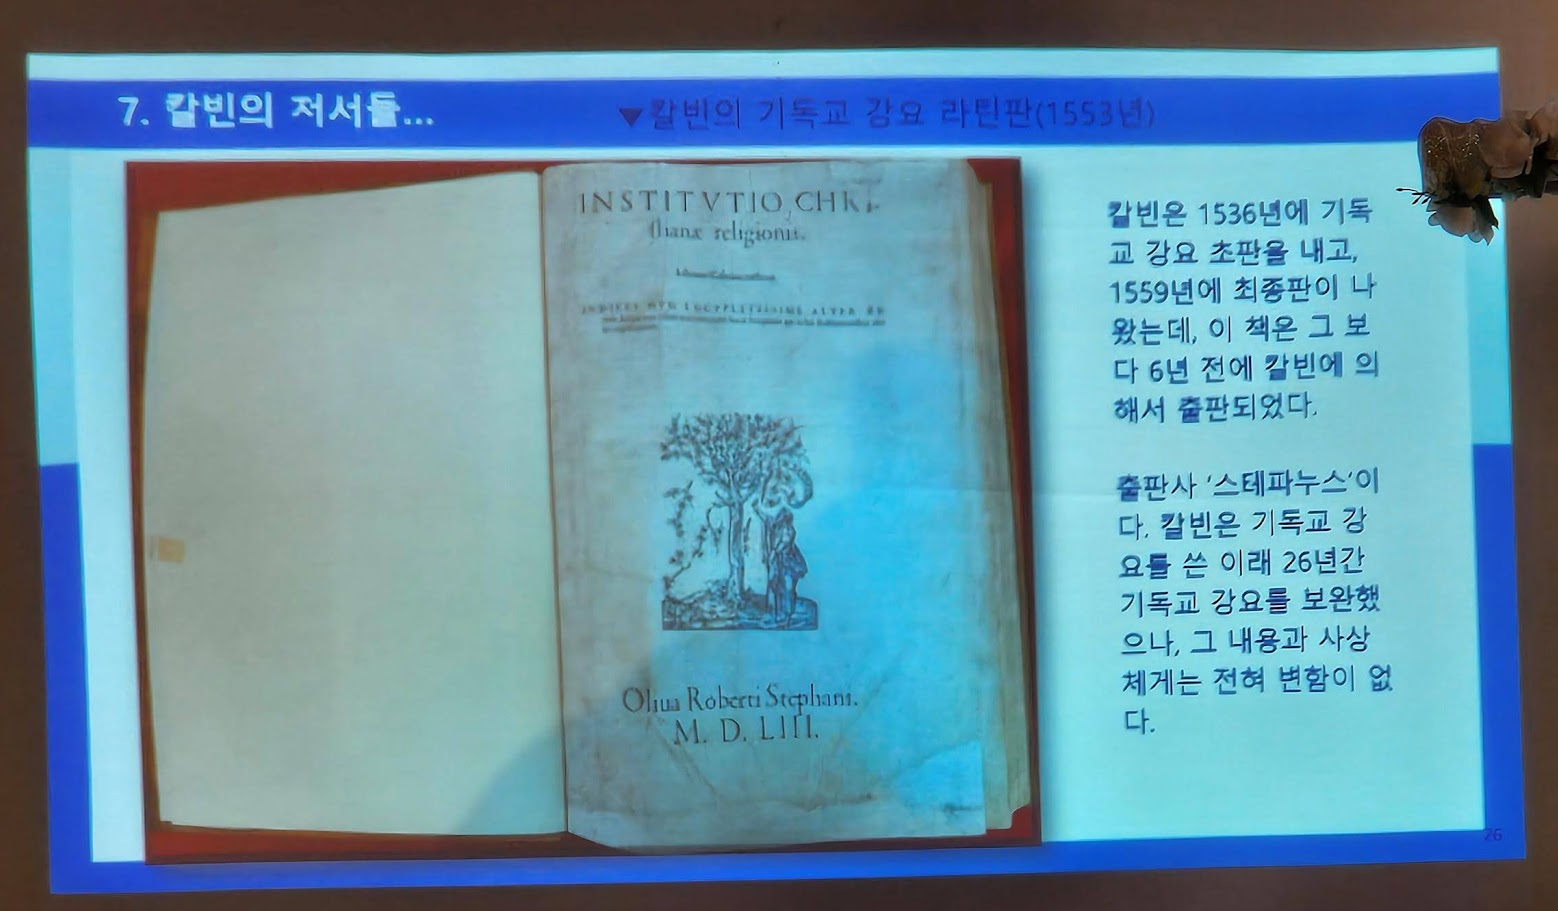 7. 칼빈의 저서들...
▼칼빈의 기독교 강요 라틴판(1553년)
INSTITVTIO CHRI-
stianæ religionis.
Oliua Roberti Stephani.
M. D. LIII.
칼빈은 1536년에 기독
교 강요 초판을 내고,
1559년에 최종판이 나
왔는데, 이 책은 그 보
다 6년 전에 칼빈에 의
해서 출판되었다.
출판사 '스테파누스'이
다. 칼빈은 기독교 강
요를 쓴 이래 26년간
기독교 강요를 보완했
으나, 그 내용과 사상
체게는 전혀 변함이 없
다.
26